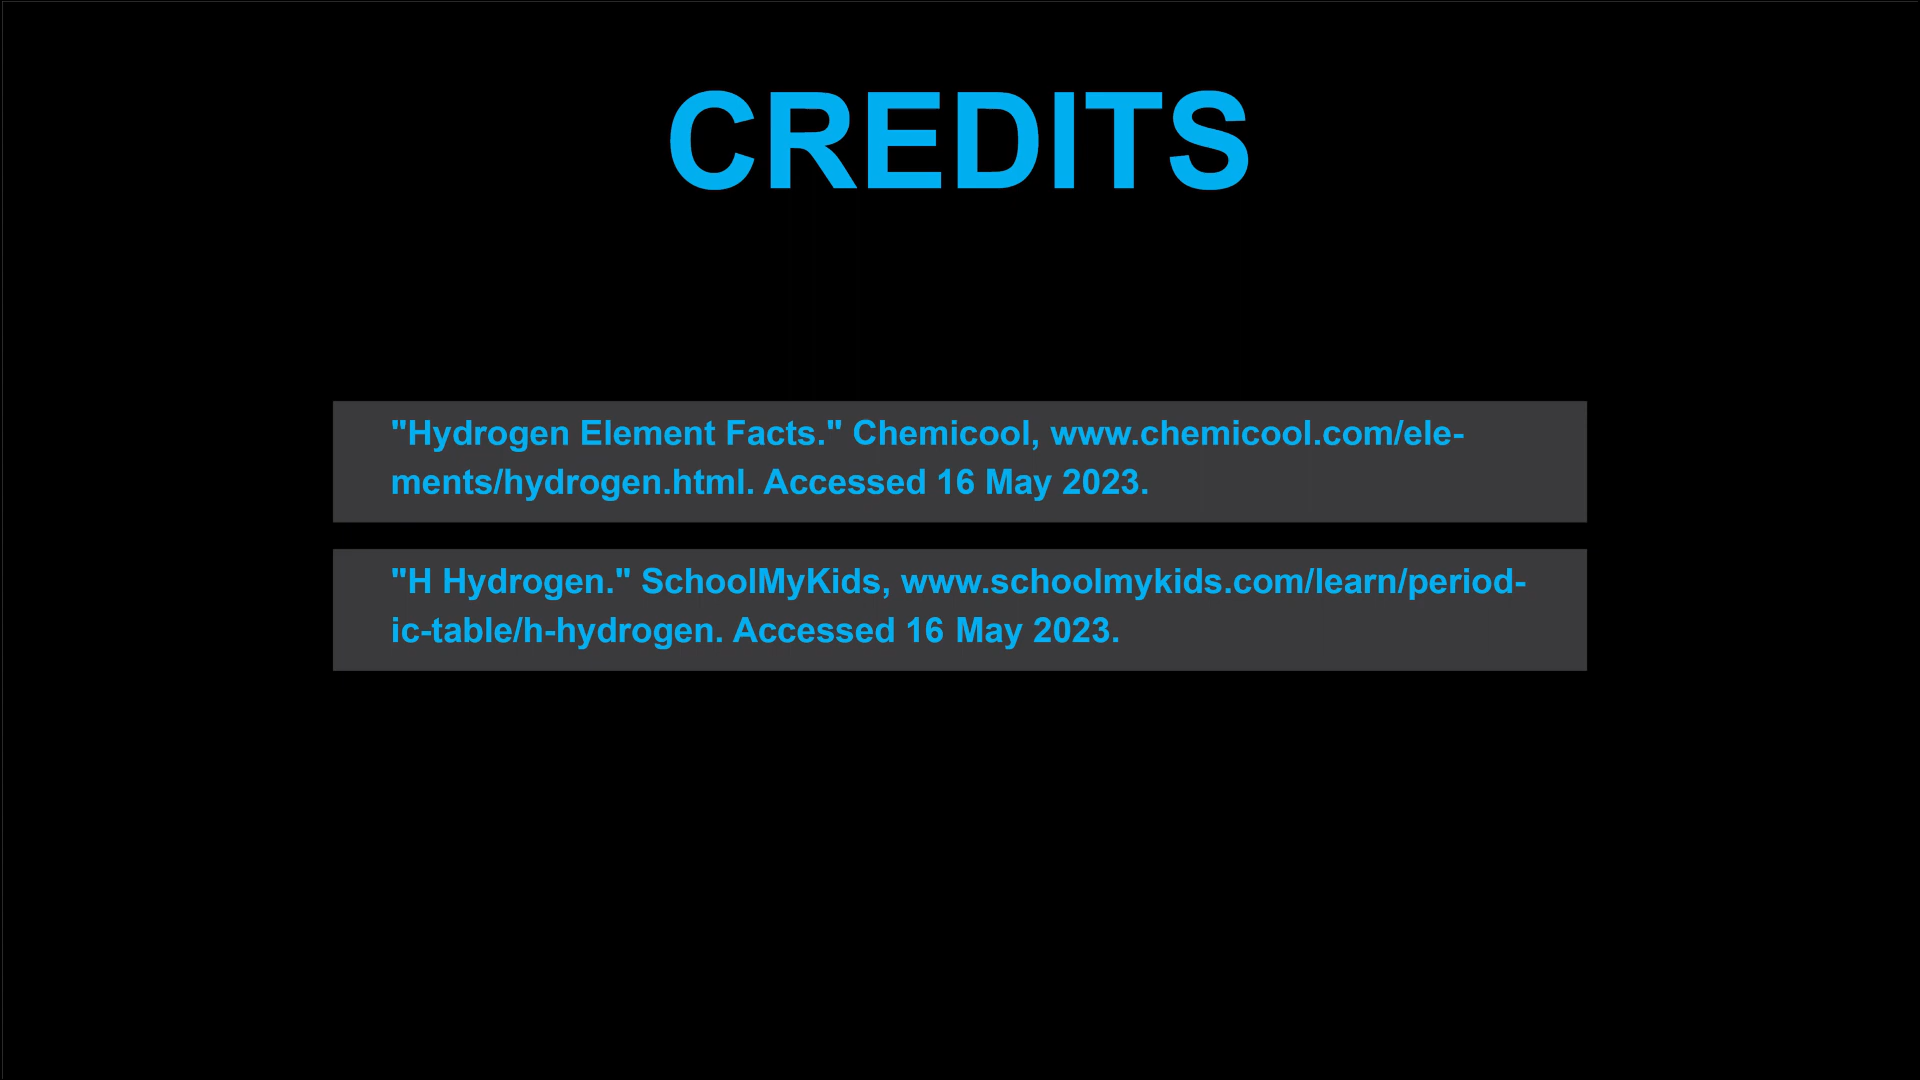 CREDITS
"Hydrogen Element Facts." Chemicool, www.chemicool.com/ele-
ments/hydrogen.html. Accessed 16 May 2023.
"H Hydrogen." SchoolMyKids, www.schoolmykids.com/learn/period-
ic-table/h-hydrogen. Accessed 16 May 2023.